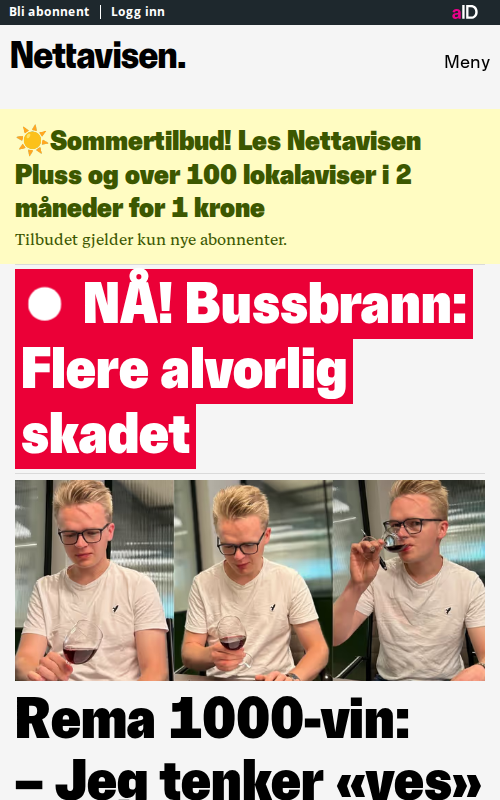 Bli abonnent | Logg inn
aID
Nettavisen.
Meny
☀️Sommertilbud! Les Nettavisen
Pluss og over 100 lokalaviser i 2
måneder for 1 krone
Tilbudet gjelder kun nye abonnenter.
NÅ! Bussbrann:
Flere alvorlig
skadet
Rema 1000-vin:
– Jeg tenker «yes»